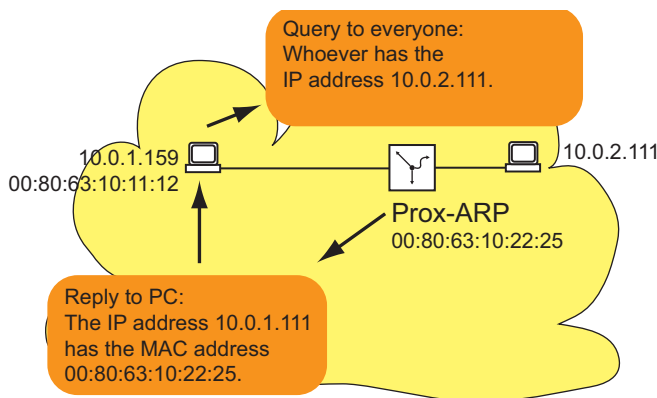 Query to everyone:
Whoever has the
IP address 10.0.2.111.
10.0.1.159
00:80:63:10:11:12
10.0.2.111
Prox-ARP
00:80:63:10:22:25
Reply to PC:
The IP address 10.0.1.111
has the MAC address
00:80:63:10:22:25.